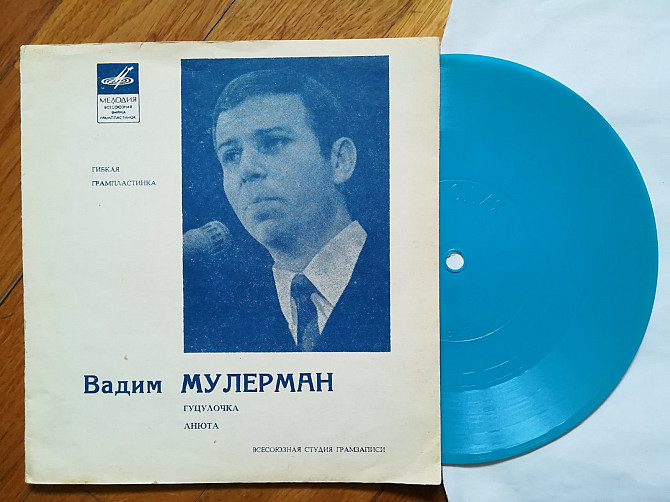 МЕЛОДИЯ
ВСЕСОЮЗНАЯ
ФИРМА
ГРАМПЛАСТИНОК
ГИБКАЯ
ГРАМПЛАСТИНКА
Вадим МУЛЕРМАН
ГУЦУЛОЧКА
АНЮТА
ВСЕСОЮЗНАЯ СТУДИЯ ГРАМЗАПИСИ